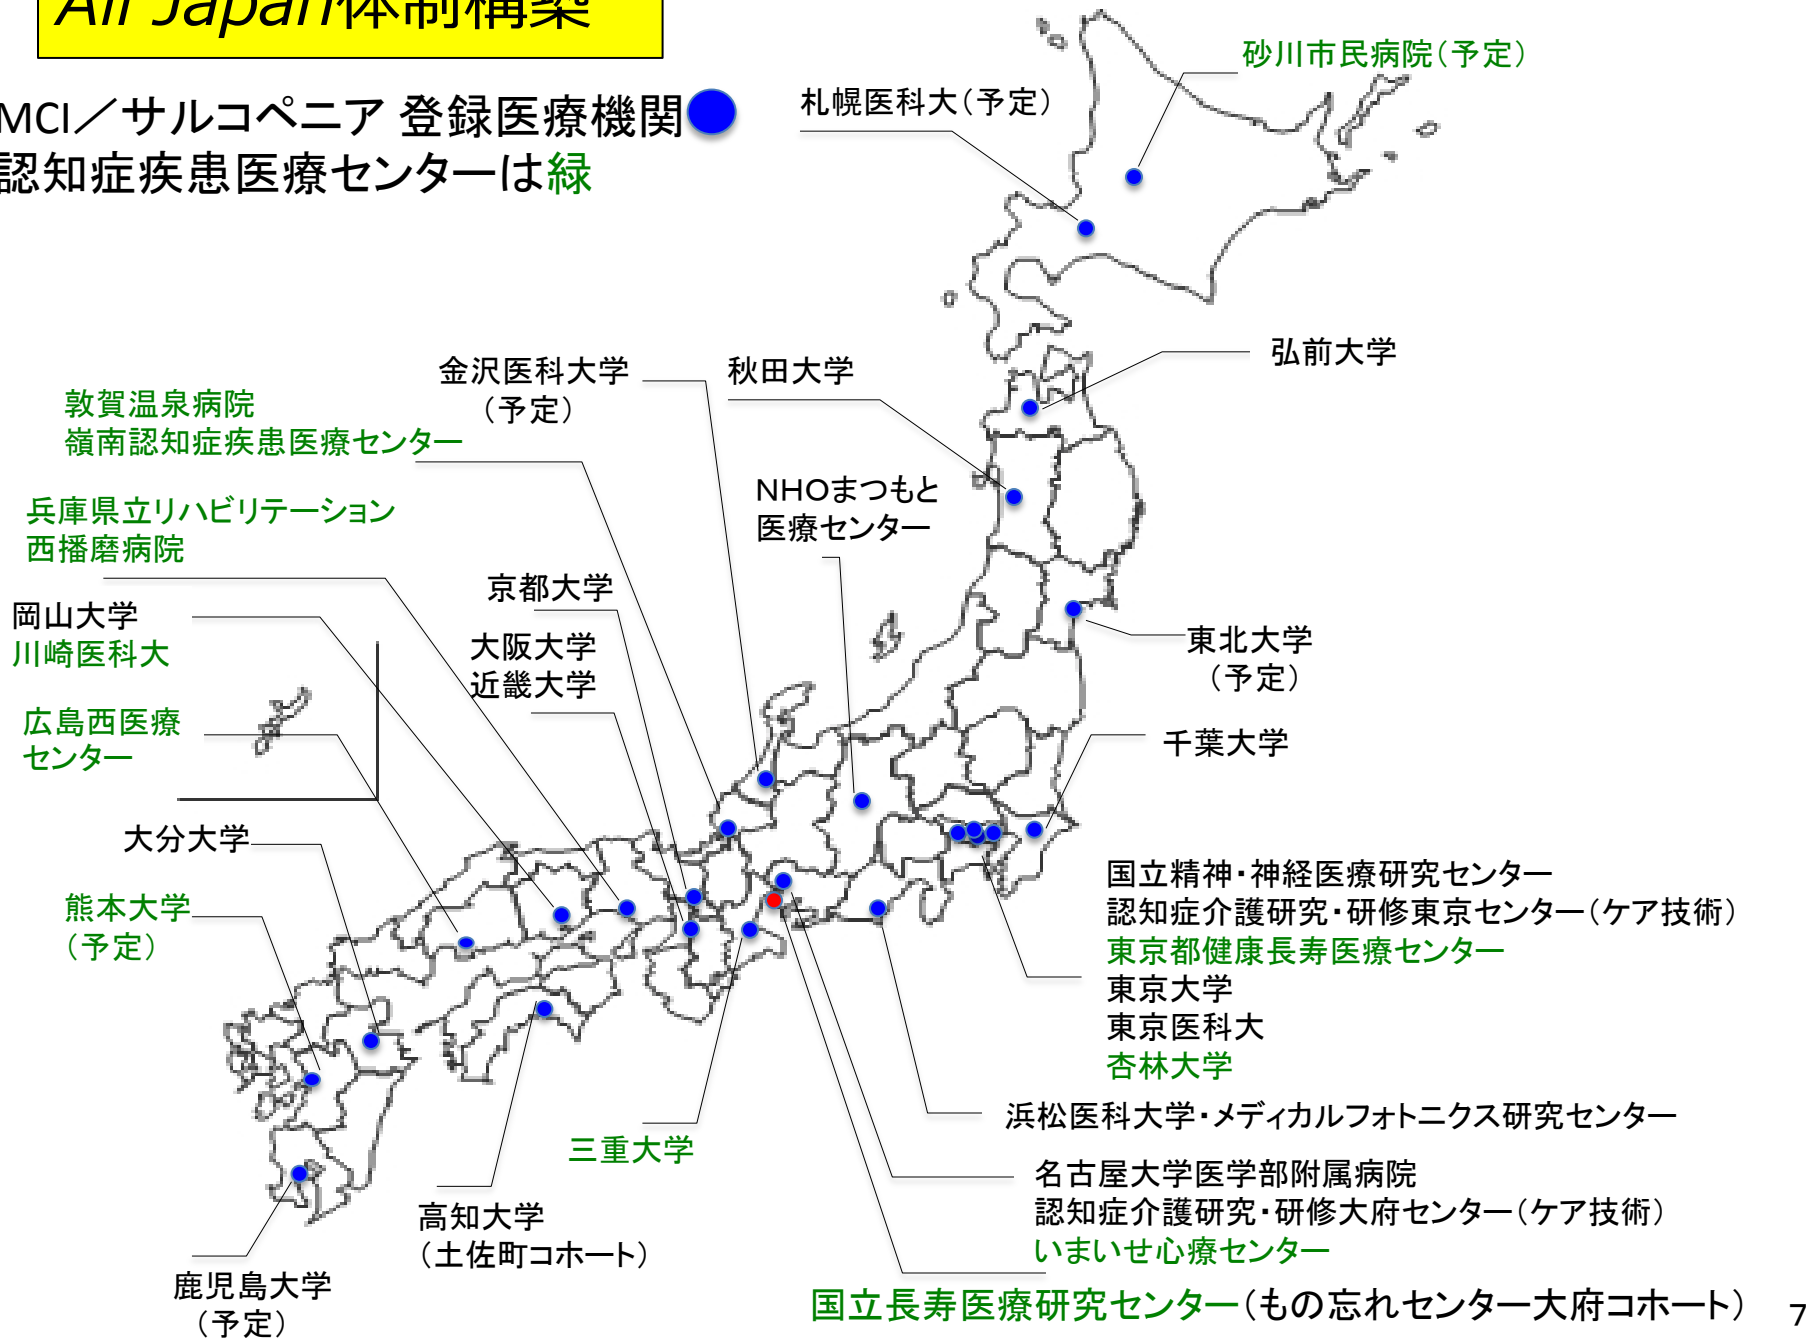 All Japan体制構築
MCI／サルコペニア 登録医療機関
認知症疾患医療センターは緑
砂川市民病院（予定）
札幌医科大（予定）
弘前大学
金沢医科大学
（予定）
秋田大学
敦賀温泉病院
嶺南認知症疾患医療センター
NHOまつもと
医療センター
兵庫県立リハビリテーション
西播磨病院
京都大学
岡山大学
川崎医科大
大阪大学
近畿大学
東北大学
（予定）
広島西医療
センター
千葉大学
大分大学
熊本大学
（予定）
国立精神・神経医療研究センター
認知症介護研究・研修東京センター（ケア技術）
東京都健康長寿医療センター
東京大学
東京医科大
杏林大学
浜松医科大学・メディカルフォトニクス研究センター
三重大学
名古屋大学医学部附属病院
認知症介護研究・研修大府センター（ケア技術）
いまいせ心療センター
高知大学
（土佐町コホート）
鹿児島大学
（予定）
国立長寿医療研究センター（もの忘れセンター大府コホート）
7